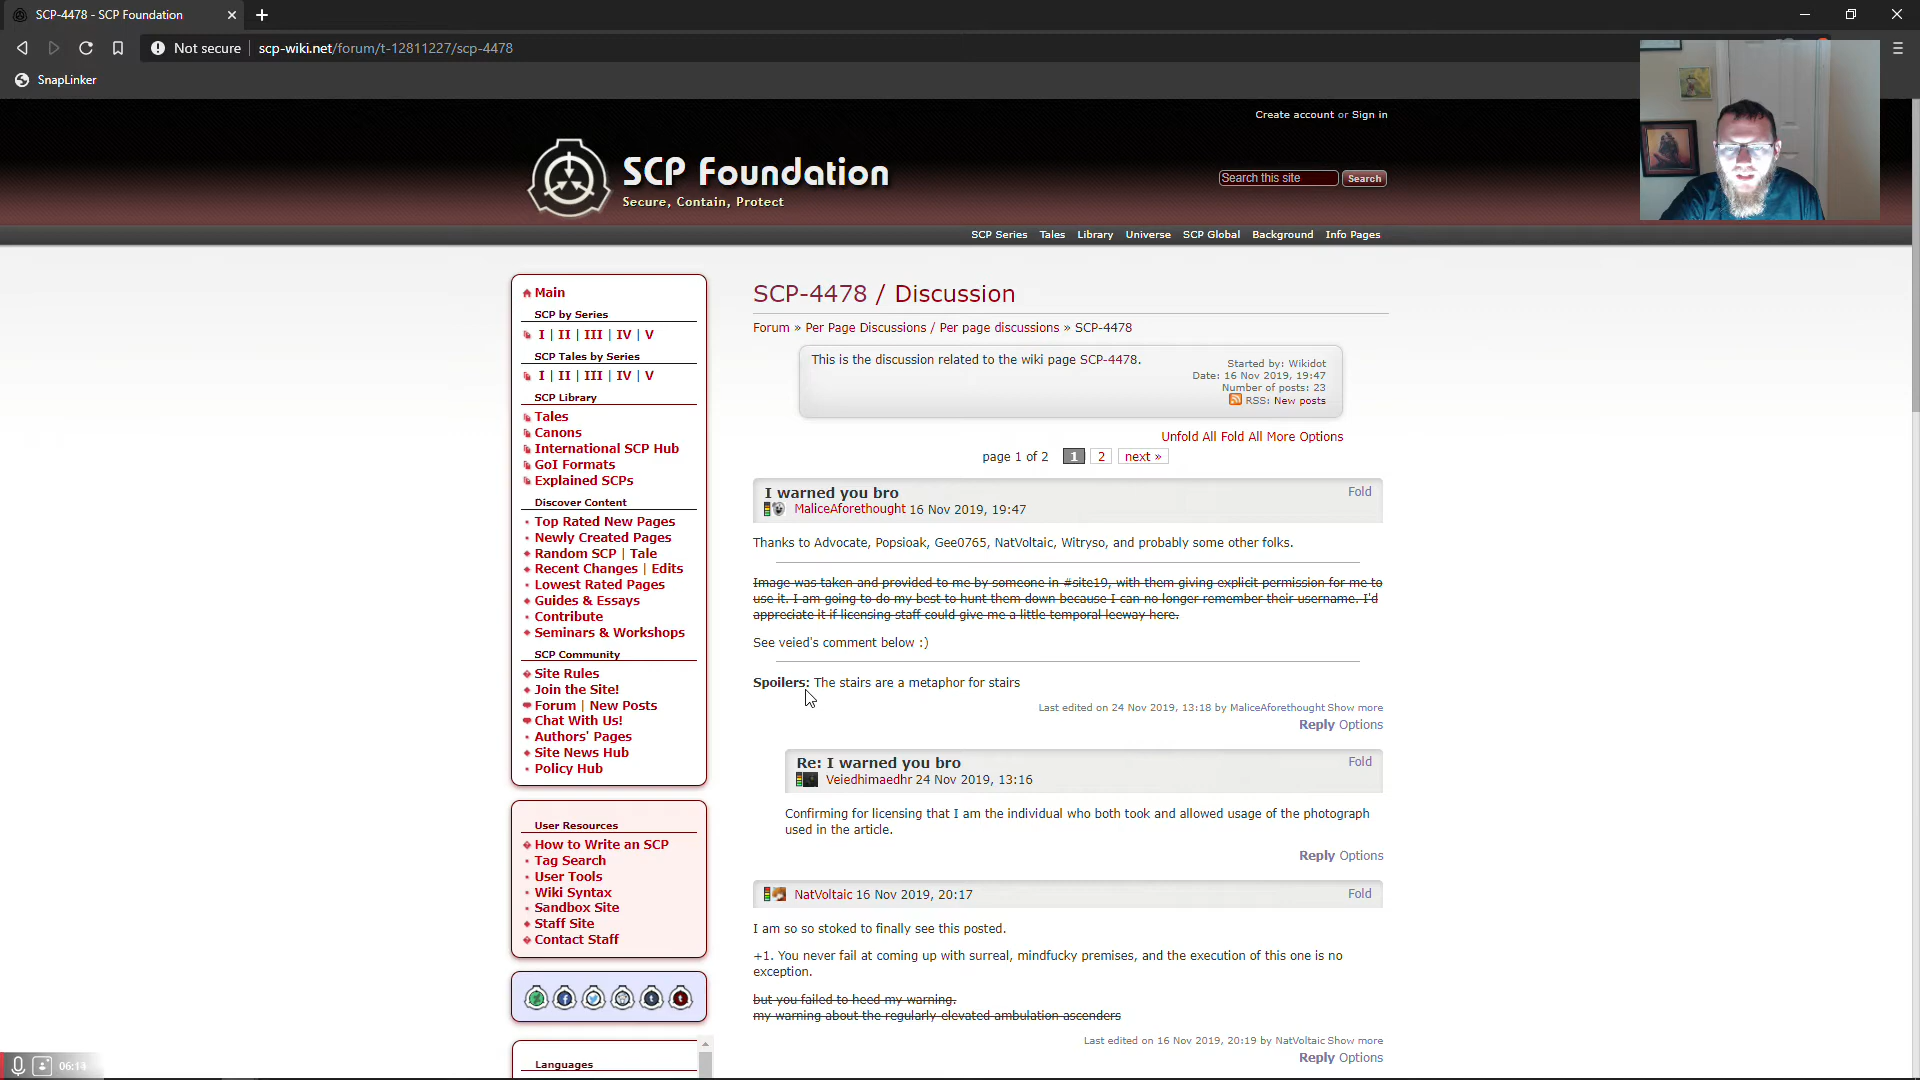 SCP-4478 - SCP Foundation
Not secure
scp-wiki.net/forum/t-12811227/scp-4478
SnapLinker
Create account or Sign in
SCP Foundation
Secure, Contain, Protect
Search this site
Search
SCP Series
Tales
Library
Universe
SCP Global
Background
Info Pages
Main
SCP by Series
I | II | III | IV | V
SCP Tales by Series
I | II | III | IV | V
SCP Library
Tales
Canons
International SCP Hub
GoI Formats
Explained SCPs
Discover Content
Top Rated New Pages
Newly Created Pages
Random SCP | Tale
Recent Changes | Edits
Lowest Rated Pages
Guides & Essays
Contribute
Seminars & Workshops
SCP Community
Site Rules
Join the Site!
Forum | New Posts
Chat With Us!
Authors' Pages
Site News Hub
Policy Hub
User Resources
How to Write an SCP
Tag Search
User Tools
Wiki Syntax
Sandbox Site
Staff Site
Contact Staff
Languages
SCP-4478 / Discussion
Forum » Per Page Discussions / Per page discussions » SCP-4478
This is the discussion related to the wiki page SCP-4478.
Started by: Wikidot
Date: 16 Nov 2019, 19:47
Number of posts: 23
RSS: New posts
Unfold All Fold All More Options
page 1 of 2 1 2 next »
I warned you bro
Fold
MaliceAforethought 16 Nov 2019, 19:47
Thanks to Advocate, Popsioak, Gee0765, NatVoltaic, Witryso, and probably some other folks.
Image was taken and provided to me by someone in #site19, with them giving explicit permission for me to
use it. I am going to do my best to hunt them down because I can no longer remember their username. I'd
appreciate it if licensing staff could give me a little temporal leeway here.
See veied's comment below :)
Spoilers: The stairs are a metaphor for stairs
Last edited on 24 Nov 2019, 13:18 by MaliceAforethought Show more
Reply Options
Re: I warned you bro
Fold
Veiedhimaedhr 24 Nov 2019, 13:16
Confirming for licensing that I am the individual who both took and allowed usage of the photograph
used in the article.
Reply Options
NatVoltaic 16 Nov 2019, 20:17
Fold
I am so so stoked to finally see this posted.
+1. You never fail at coming up with surreal, mindfucky premises, and the execution of this one is no
exception.
but you failed to heed my warning.
my warning about the regularly elevated ambulation ascenders
Last edited on 16 Nov 2019, 20:19 by NatVoltaic Show more
Reply Options